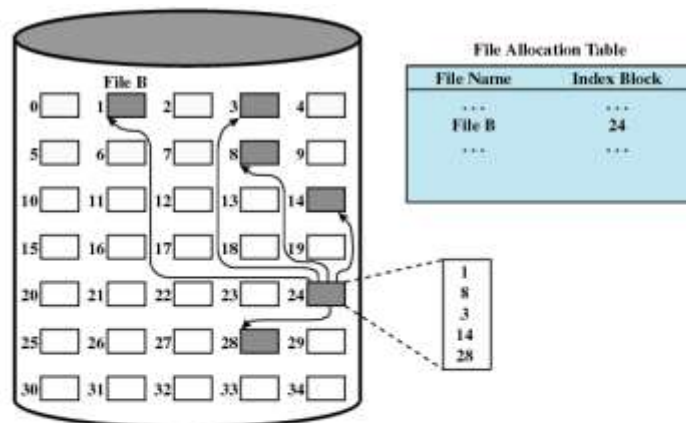 File Allocation Table
File Name Index Block
... ...
File B 24
... ...
File B
0 1 2 3 4
5 6 7 8 9
10 11 12 13 14
15 16 17 18 19
20 21 22 23 24
25 26 27 28 29
30 31 32 33 34
1
8
3
14
28